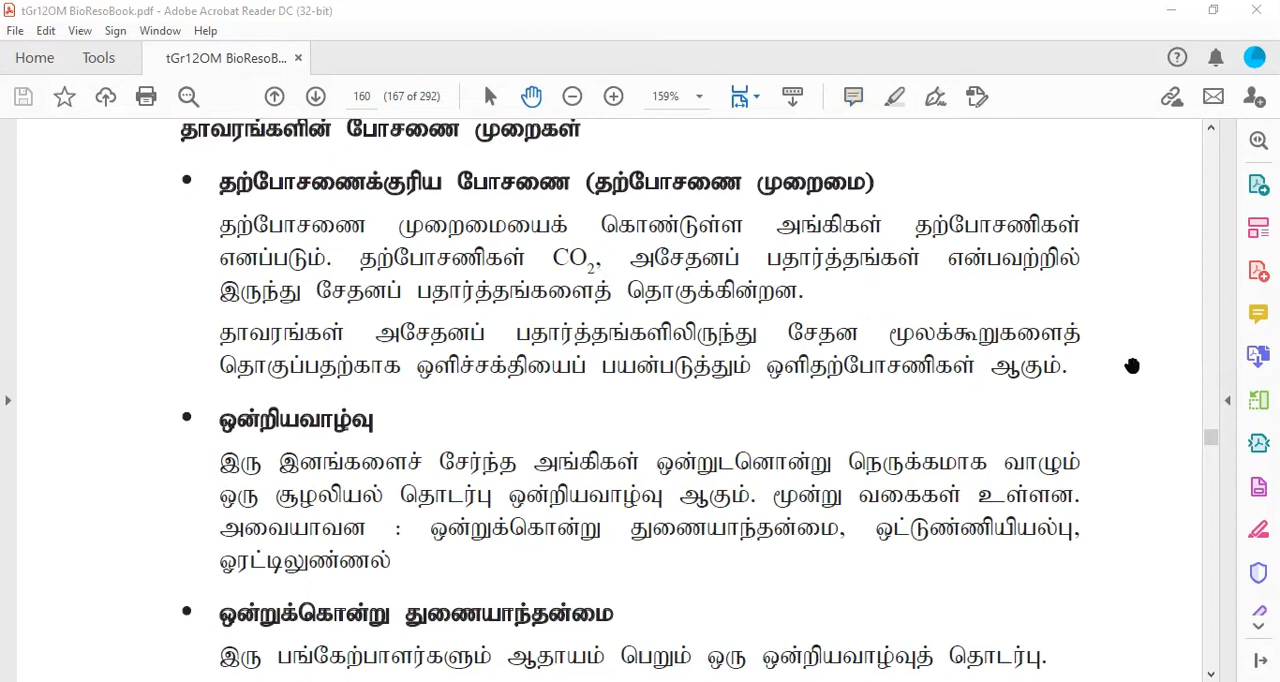 tGr12OM BioResoBook.pdf - Adobe Acrobat Reader DC (32-bit)
File Edit View Sign Window Help
Home Tools tGr12OM BioResoB... ×
160 (167 of 292) 159%
தாவரங்களின் போசணை முறைகள்
• தற்போசணைக்குரிய போசணை (தற்போசணை முறைமை)
தற்போசணை முறைமையைக் கொண்டுள்ள அங்கிகள் தற்போசணிகள்
எனப்படும். தற்போசணிகள் CO₂, அசேதனப் பதார்த்தங்கள் என்பவற்றில்
இருந்து சேதனப் பதார்த்தங்களைத் தொகுக்கின்றன.
தாவரங்கள் அசேதனப் பதார்த்தங்களிலிருந்து சேதன மூலக்கூறுகளைத்
தொகுப்பதற்காக ஒளிச்சக்தியைப் பயன்படுத்தும் ஒளிதற்போசணிகள் ஆகும்.
• ஒன்றியவாழ்வு
இரு இனங்களைச் சேர்ந்த அங்கிகள் ஒன்றுடனொன்று நெருக்கமாக வாழும்
ஒரு சூழலியல் தொடர்பு ஒன்றியவாழ்வு ஆகும். மூன்று வகைகள் உள்ளன.
அவையாவன : ஒன்றுக்கொன்று துணையாந்தன்மை, ஒட்டுண்ணியியல்பு,
ஓரட்டிலுண்ணல்
• ஒன்றுக்கொன்று துணையாந்தன்மை
இரு பங்கேற்பாளர்களும் ஆதாயம் பெறும் ஒரு ஒன்றியவாழ்வுத் தொடர்பு.